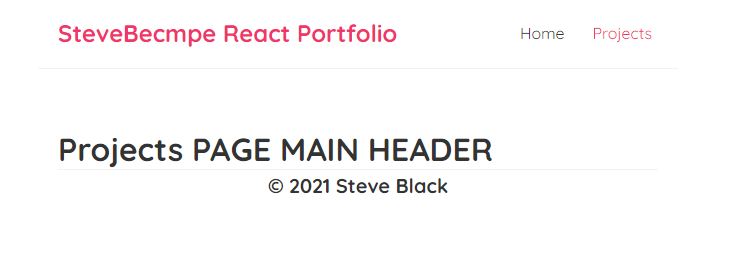 SteveBecmpe React Portfolio Home Projects
Projects PAGE MAIN HEADER
© 2021 Steve Black